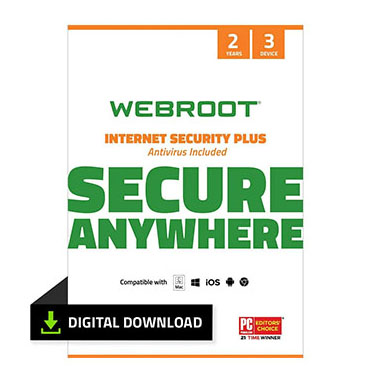 2 3
YEARS DEVICE
WEBROOT®
INTERNET SECURITY PLUS
Antivirus Included
SECURE
ANYWHERE
Compatible with Mac iOS
DIGITAL DOWNLOAD
PC EDITORS' CHOICE
21 TIME WINNER